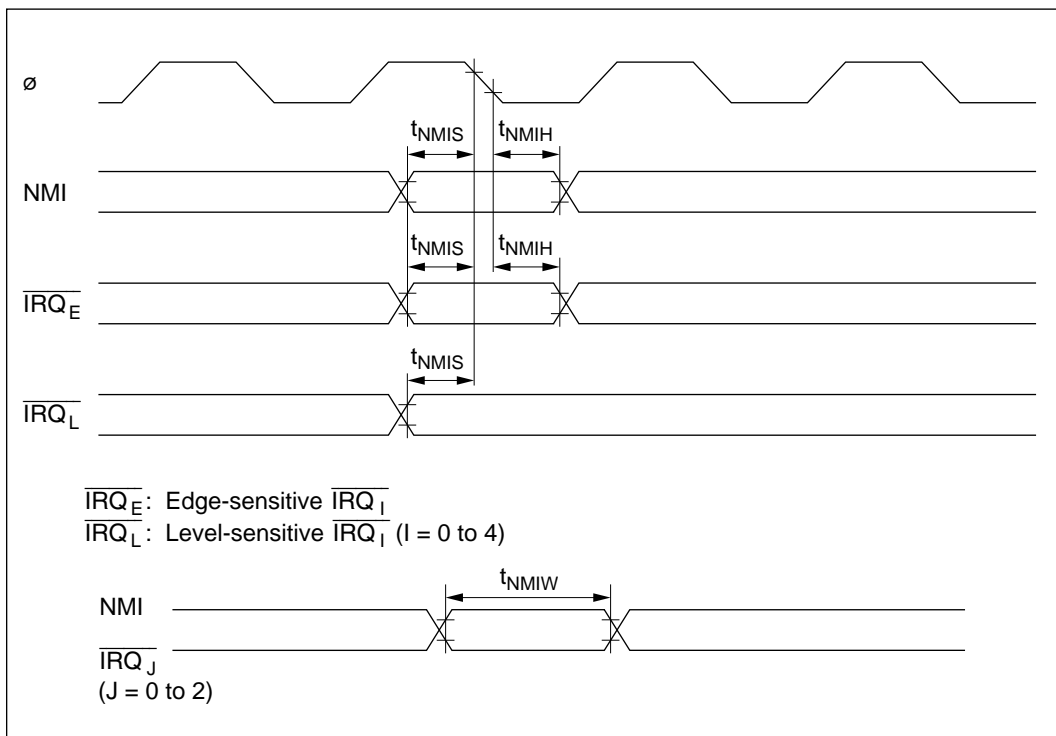 ø
tNMIS tNMIH
NMI
tNMIS tNMIH
IRQE
tNMIS
IRQL
IRQE: Edge-sensitive IRQI
IRQL: Level-sensitive IRQI (I = 0 to 4)
tNMIW
NMI
IRQJ
(J = 0 to 2)